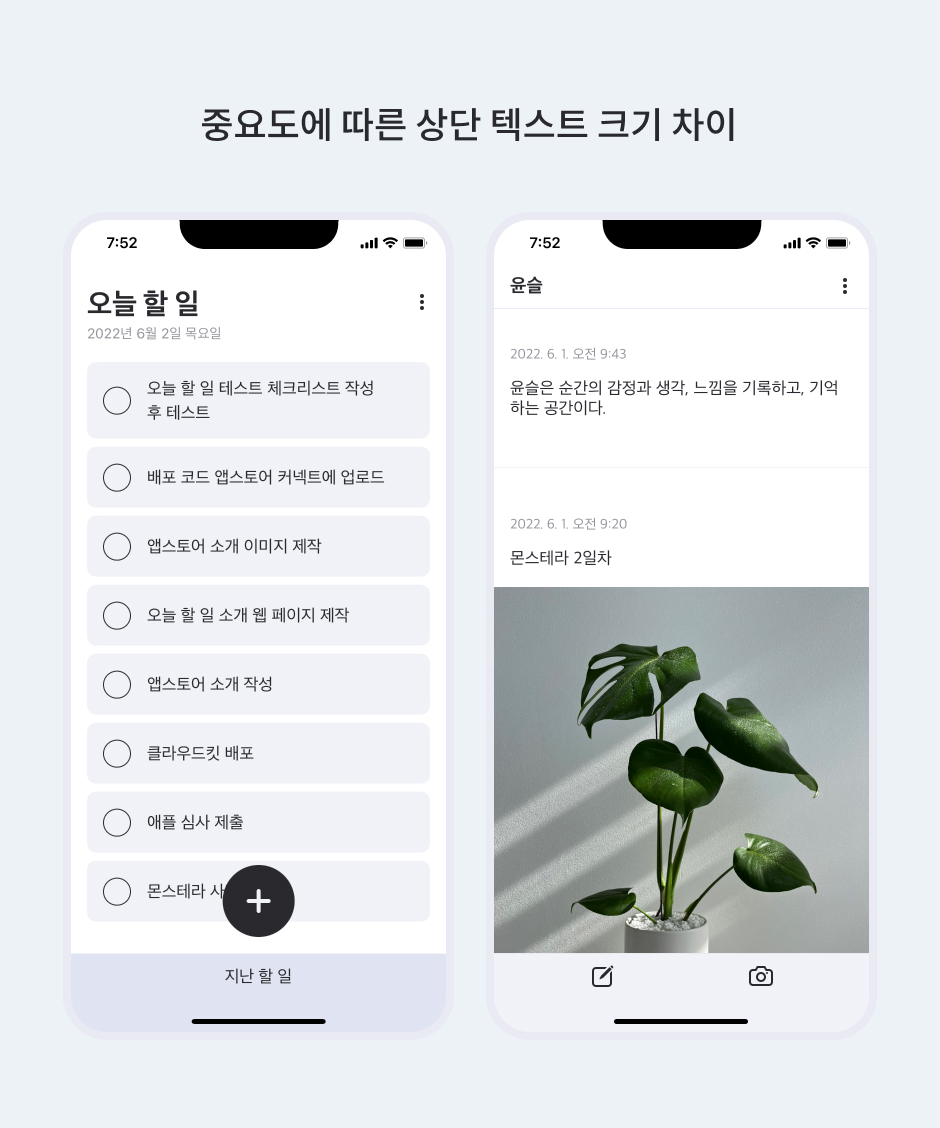 중요도에 따른 상단 텍스트 크기 차이
7:52
오늘 할 일
2022년 6월 2일 목요일
오늘 할 일 테스트 체크리스트 작성
후 테스트
배포 코드 앱스토어 커넥트에 업로드
앱스토어 소개 이미지 제작
오늘 할 일 소개 웹 페이지 제작
앱스토어 소개 작성
클라우드킷 배포
애플 심사 제출
몬스테라 사
지난 할 일
7:52
윤슬
2022. 6. 1. 오전 9:43
윤슬은 순간의 감정과 생각, 느낌을 기록하고, 기억
하는 공간이다.
2022. 6. 1. 오전 9:20
몬스테라 2일차